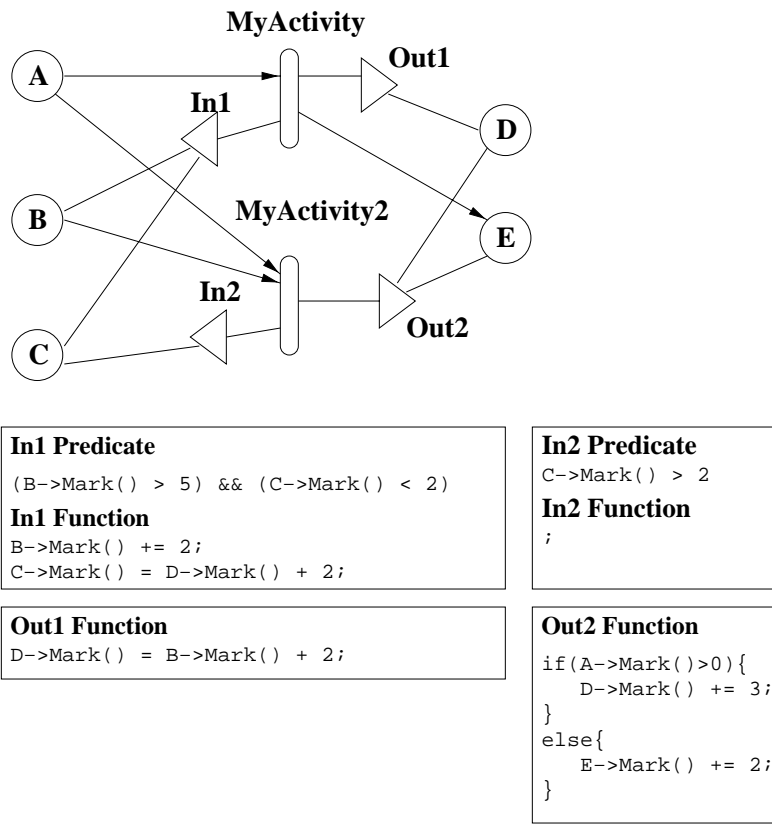 MyActivity
Out1
A
In1
D
B
MyActivity2
E
In2
Out2
C
In1 Predicate
(B->Mark() > 5) && (C->Mark() < 2)
In1 Function
B->Mark() += 2;
C->Mark() = D->Mark() + 2;
In2 Predicate
C->Mark() > 2
In2 Function
;
Out1 Function
D->Mark() = B->Mark() + 2;
Out2 Function
if(A->Mark()>0){
   D->Mark() += 3;
}
else{
   E->Mark() += 2;
}